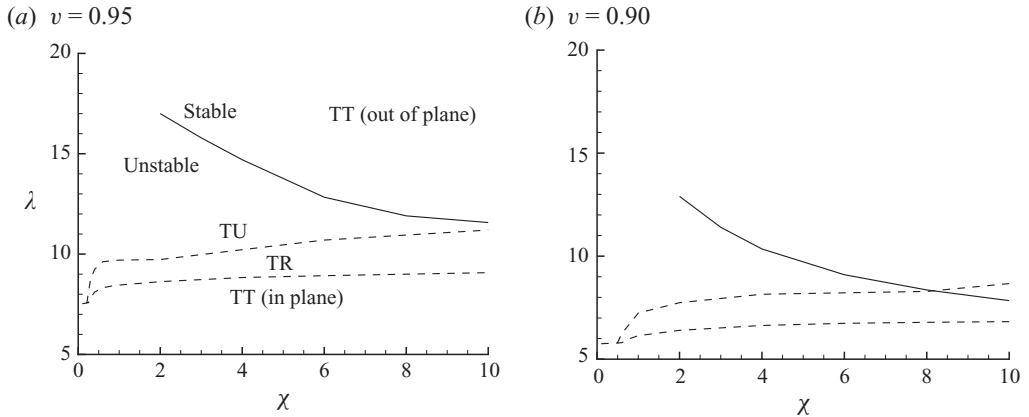 (a) υ = 0.95
(b) υ = 0.90
20
15
10
5
λ
Stable
TT (out of plane)
Unstable
TU
TR
TT (in plane)
0 2 4 6 8 10
χ
20
15
10
5
0 2 4 6 8 10
χ